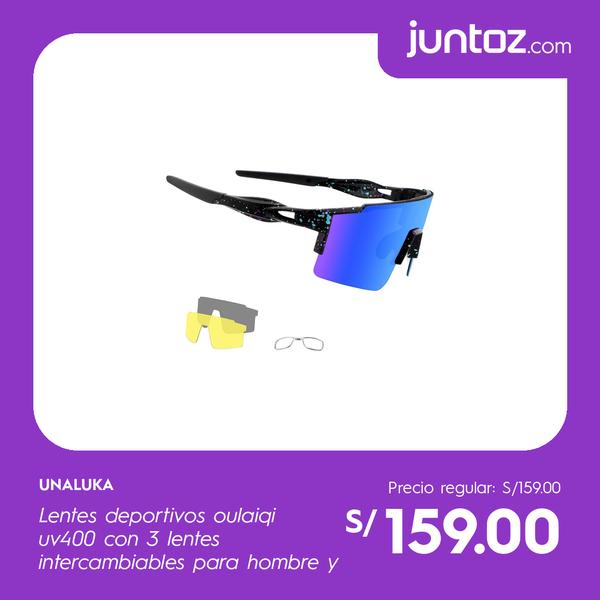 juntoz.com
UNALUKA
Lentes deportivos oulaiqi
uv400 con 3 lentes
intercambiables para hombre y
Precio regular: S/159.00
S/159.00